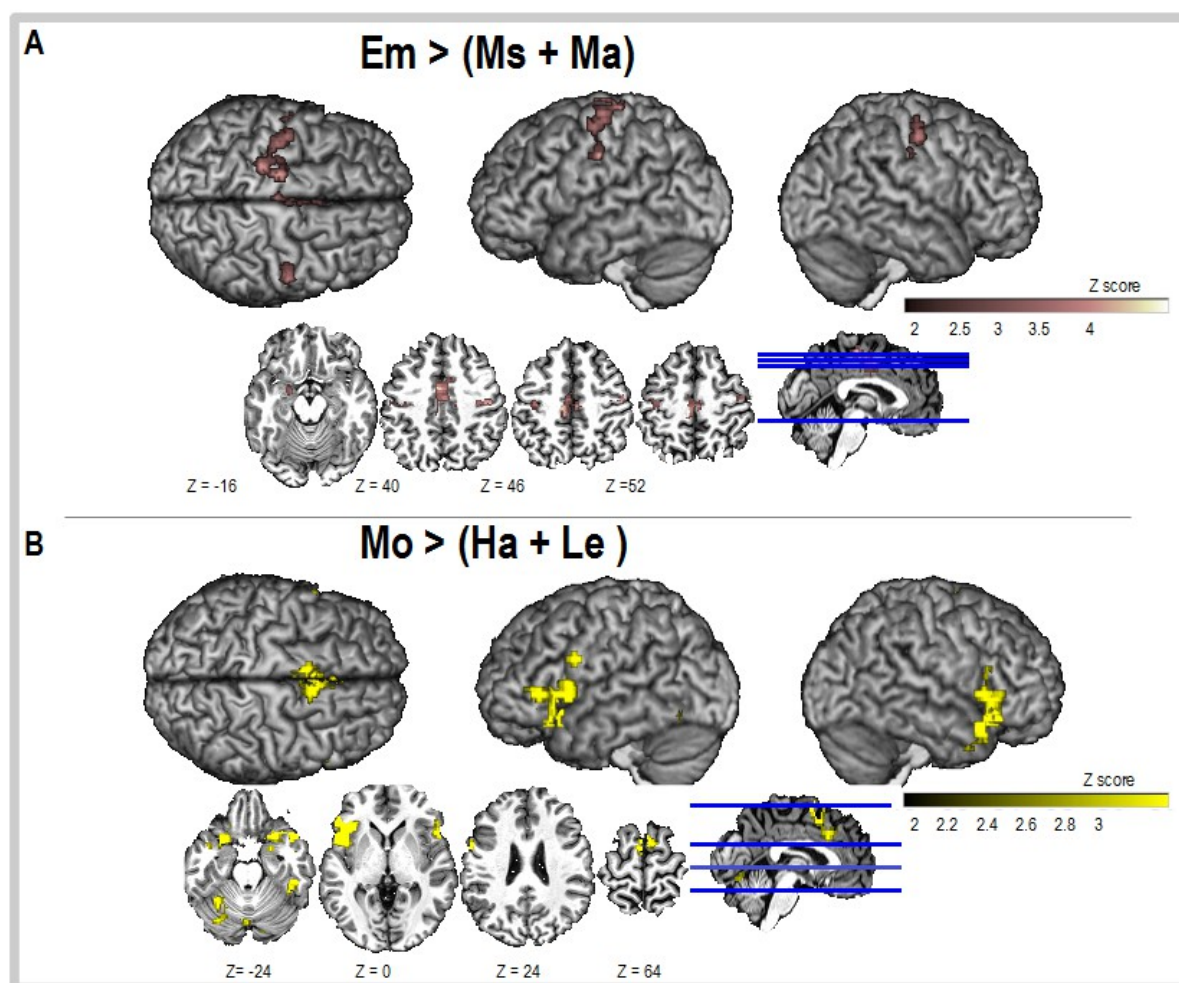 A
Em > (Ms + Ma)
Z score
2 2.5 3 3.5 4
Z = -16 Z = 40 Z = 46 Z =52
B
Mo > (Ha + Le )
Z score
2 2.2 2.4 2.6 2.8 3
Z= -24 Z = 0 Z = 24 Z = 64